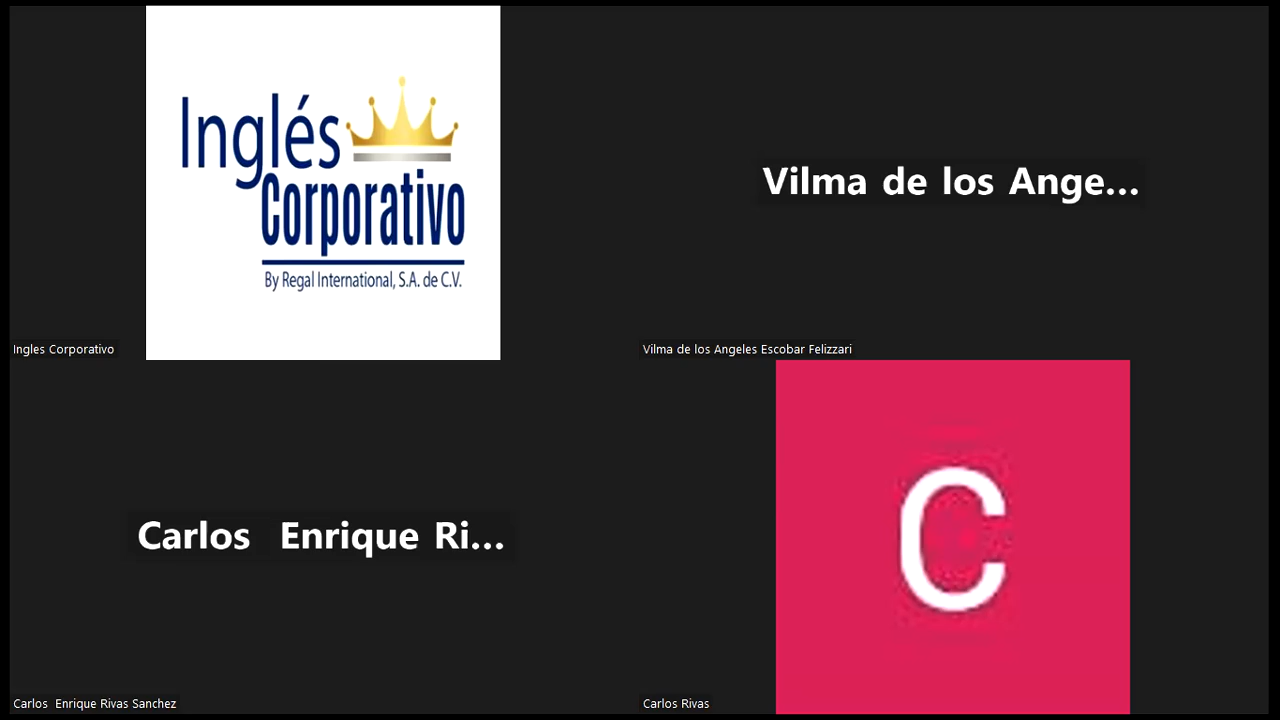 Inglés
Corporativo
By Regal International, S.A. de C.V.
Ingles Corporativo
Vilma de los Ange...
Vilma de los Angeles Escobar Felizzari
Carlos  Enrique Ri...
Carlos  Enrique Rivas Sanchez
C
Carlos Rivas